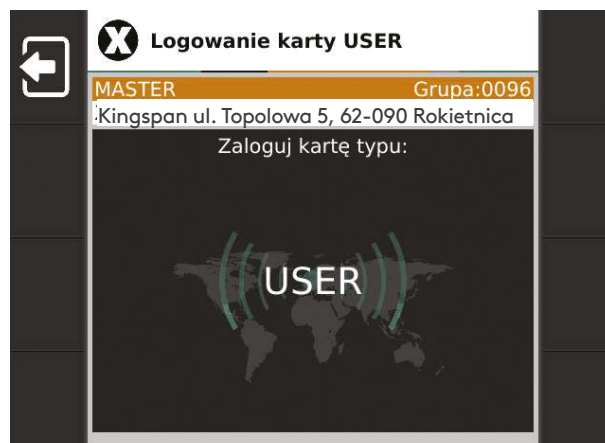 X Logowanie karty USER
MASTER Grupa:0096
Kingspan ul. Topolowa 5, 62-090 Rokietnica
Zaloguj kartę typu:
USER